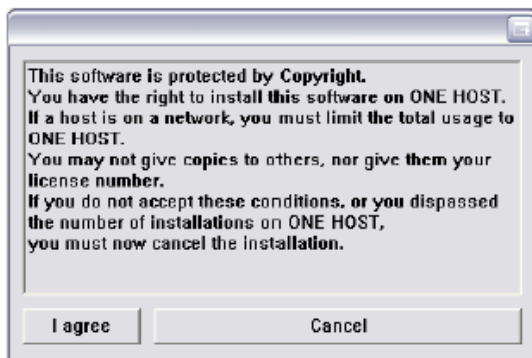 This software is protected by Copyright.
You have the right to install this software on ONE HOST.
If a host is on a network, you must limit the total usage to
ONE HOST.
You may not give copies to others, nor give them your
license number.
If you do not accept these conditions, or you dispassed
the number of installations on ONE HOST,
you must now cancel the installation.
I agree
Cancel